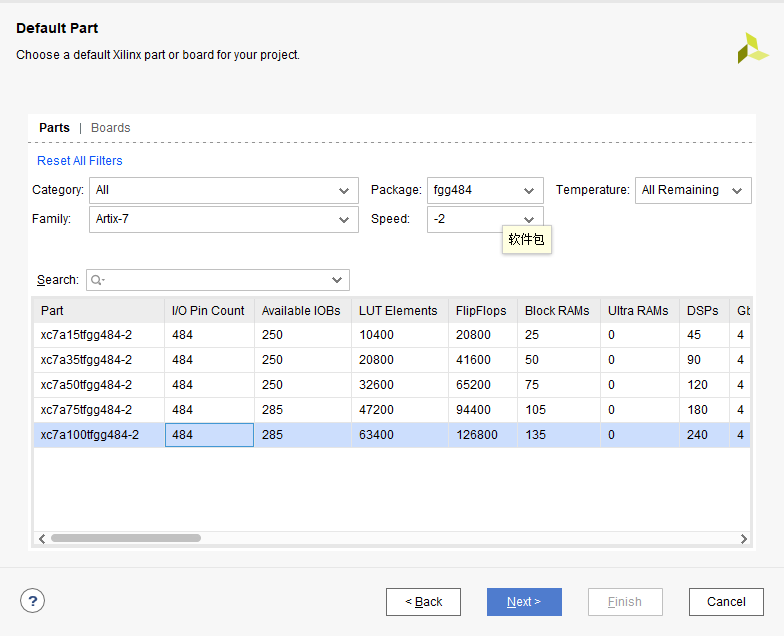 Default Part
Choose a default Xilinx part or board for your project.
Parts | Boards
Reset All Filters
Category: All Package: fgg484 Temperature: All Remaining
Family: Artix-7 Speed: -2
软件包
Search: Q-
Part I/O Pin Count Available IOBs LUT Elements FlipFlops Block RAMs Ultra RAMs DSPs Gb
xc7a15tfgg484-2 484 250 10400 20800 25 0 45 4
xc7a35tfgg484-2 484 250 20800 41600 50 0 90 4
xc7a50tfgg484-2 484 250 32600 65200 75 0 120 4
xc7a75tfgg484-2 484 285 47200 94400 105 0 180 4
xc7a100tfgg484-2 484 285 63400 126800 135 0 240 4
? < Back Next > Finish Cancel